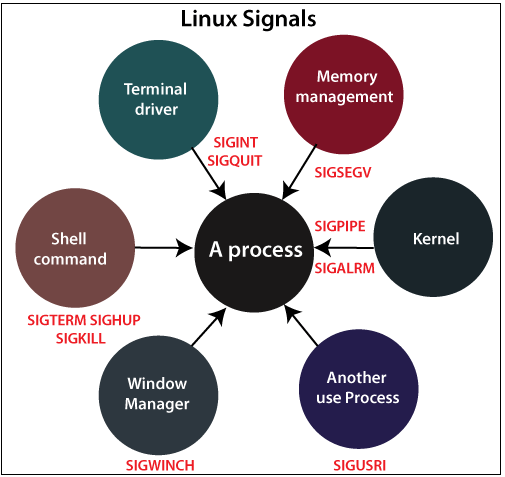 Linux Signals
Terminal
driver
Memory
management
SIGINT
SIGQUIT
SIGSEGV
Shell
command
A process
SIGPIPE
SIGALRM
Kernel
SIGTERM SIGHUP
SIGKILL
Window
Manager
Another
use Process
SIGWINCH
SIGUSRI